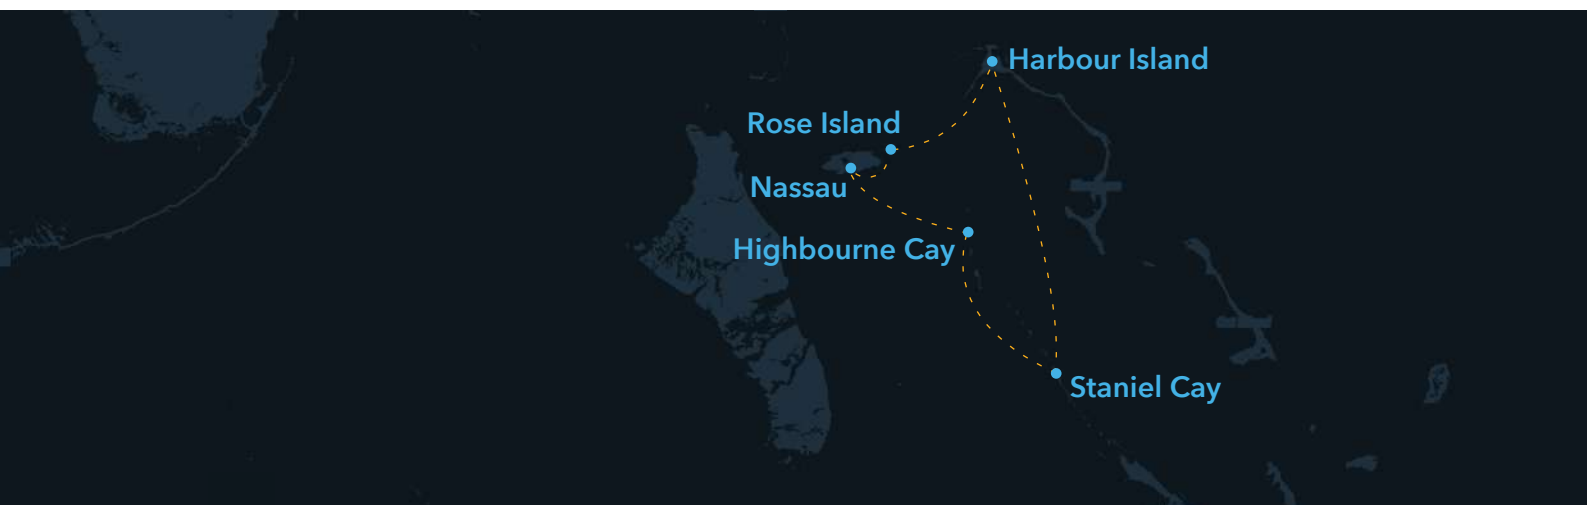 Harbour Island
Rose Island
Nassau
Highbourne Cay
Staniel Cay